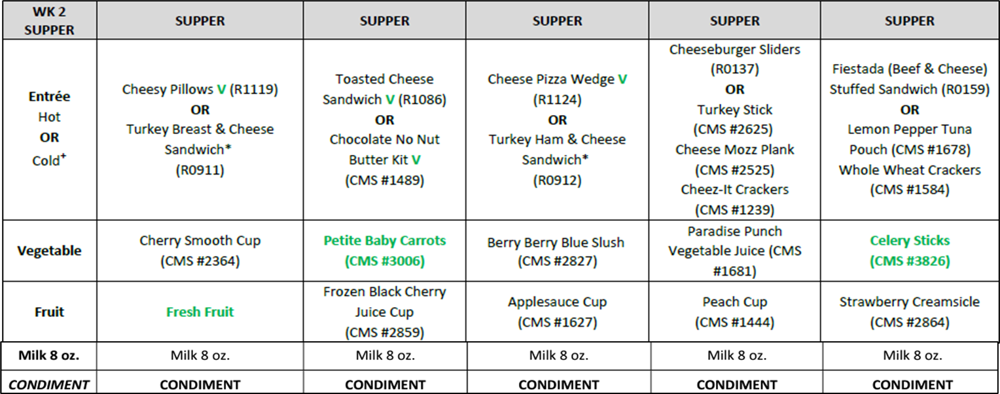 WK 2
SUPPER
SUPPER
SUPPER
SUPPER
SUPPER
SUPPER
Entrée
Hot
OR
Cold+
Cheesy Pillows V (R1119)
OR
Turkey Breast & Cheese
Sandwich*
(R0911)
Toasted Cheese
Sandwich V (R1086)
OR
Chocolate No Nut
Butter Kit V
(CMS #1489)
Cheese Pizza Wedge V
(R1124)
OR
Turkey Ham & Cheese
Sandwich*
(R0912)
Cheeseburger Sliders
(R0137)
OR
Turkey Stick
(CMS #2625)
Cheese Mozz Plank
(CMS #2525)
Cheez-It Crackers
(CMS #1239)
Fiestada (Beef & Cheese)
Stuffed Sandwich (R0159)
OR
Lemon Pepper Tuna
Pouch (CMS #1678)
Whole Wheat Crackers
(CMS #1584)
Vegetable
Cherry Smooth Cup
(CMS #2364)
Petite Baby Carrots
(CMS #3006)
Berry Berry Blue Slush
(CMS #2827)
Paradise Punch
Vegetable Juice (CMS
#1681)
Celery Sticks
(CMS #3826)
Fruit
Fresh Fruit
Frozen Black Cherry
Juice Cup
(CMS #2859)
Applesauce Cup
(CMS #1627)
Peach Cup
(CMS #1444)
Strawberry Creamsicle
(CMS #2864)
Milk 8 oz.
Milk 8 oz.
Milk 8 oz.
Milk 8 oz.
Milk 8 oz.
Milk 8 oz.
CONDIMENT
CONDIMENT
CONDIMENT
CONDIMENT
CONDIMENT
CONDIMENT